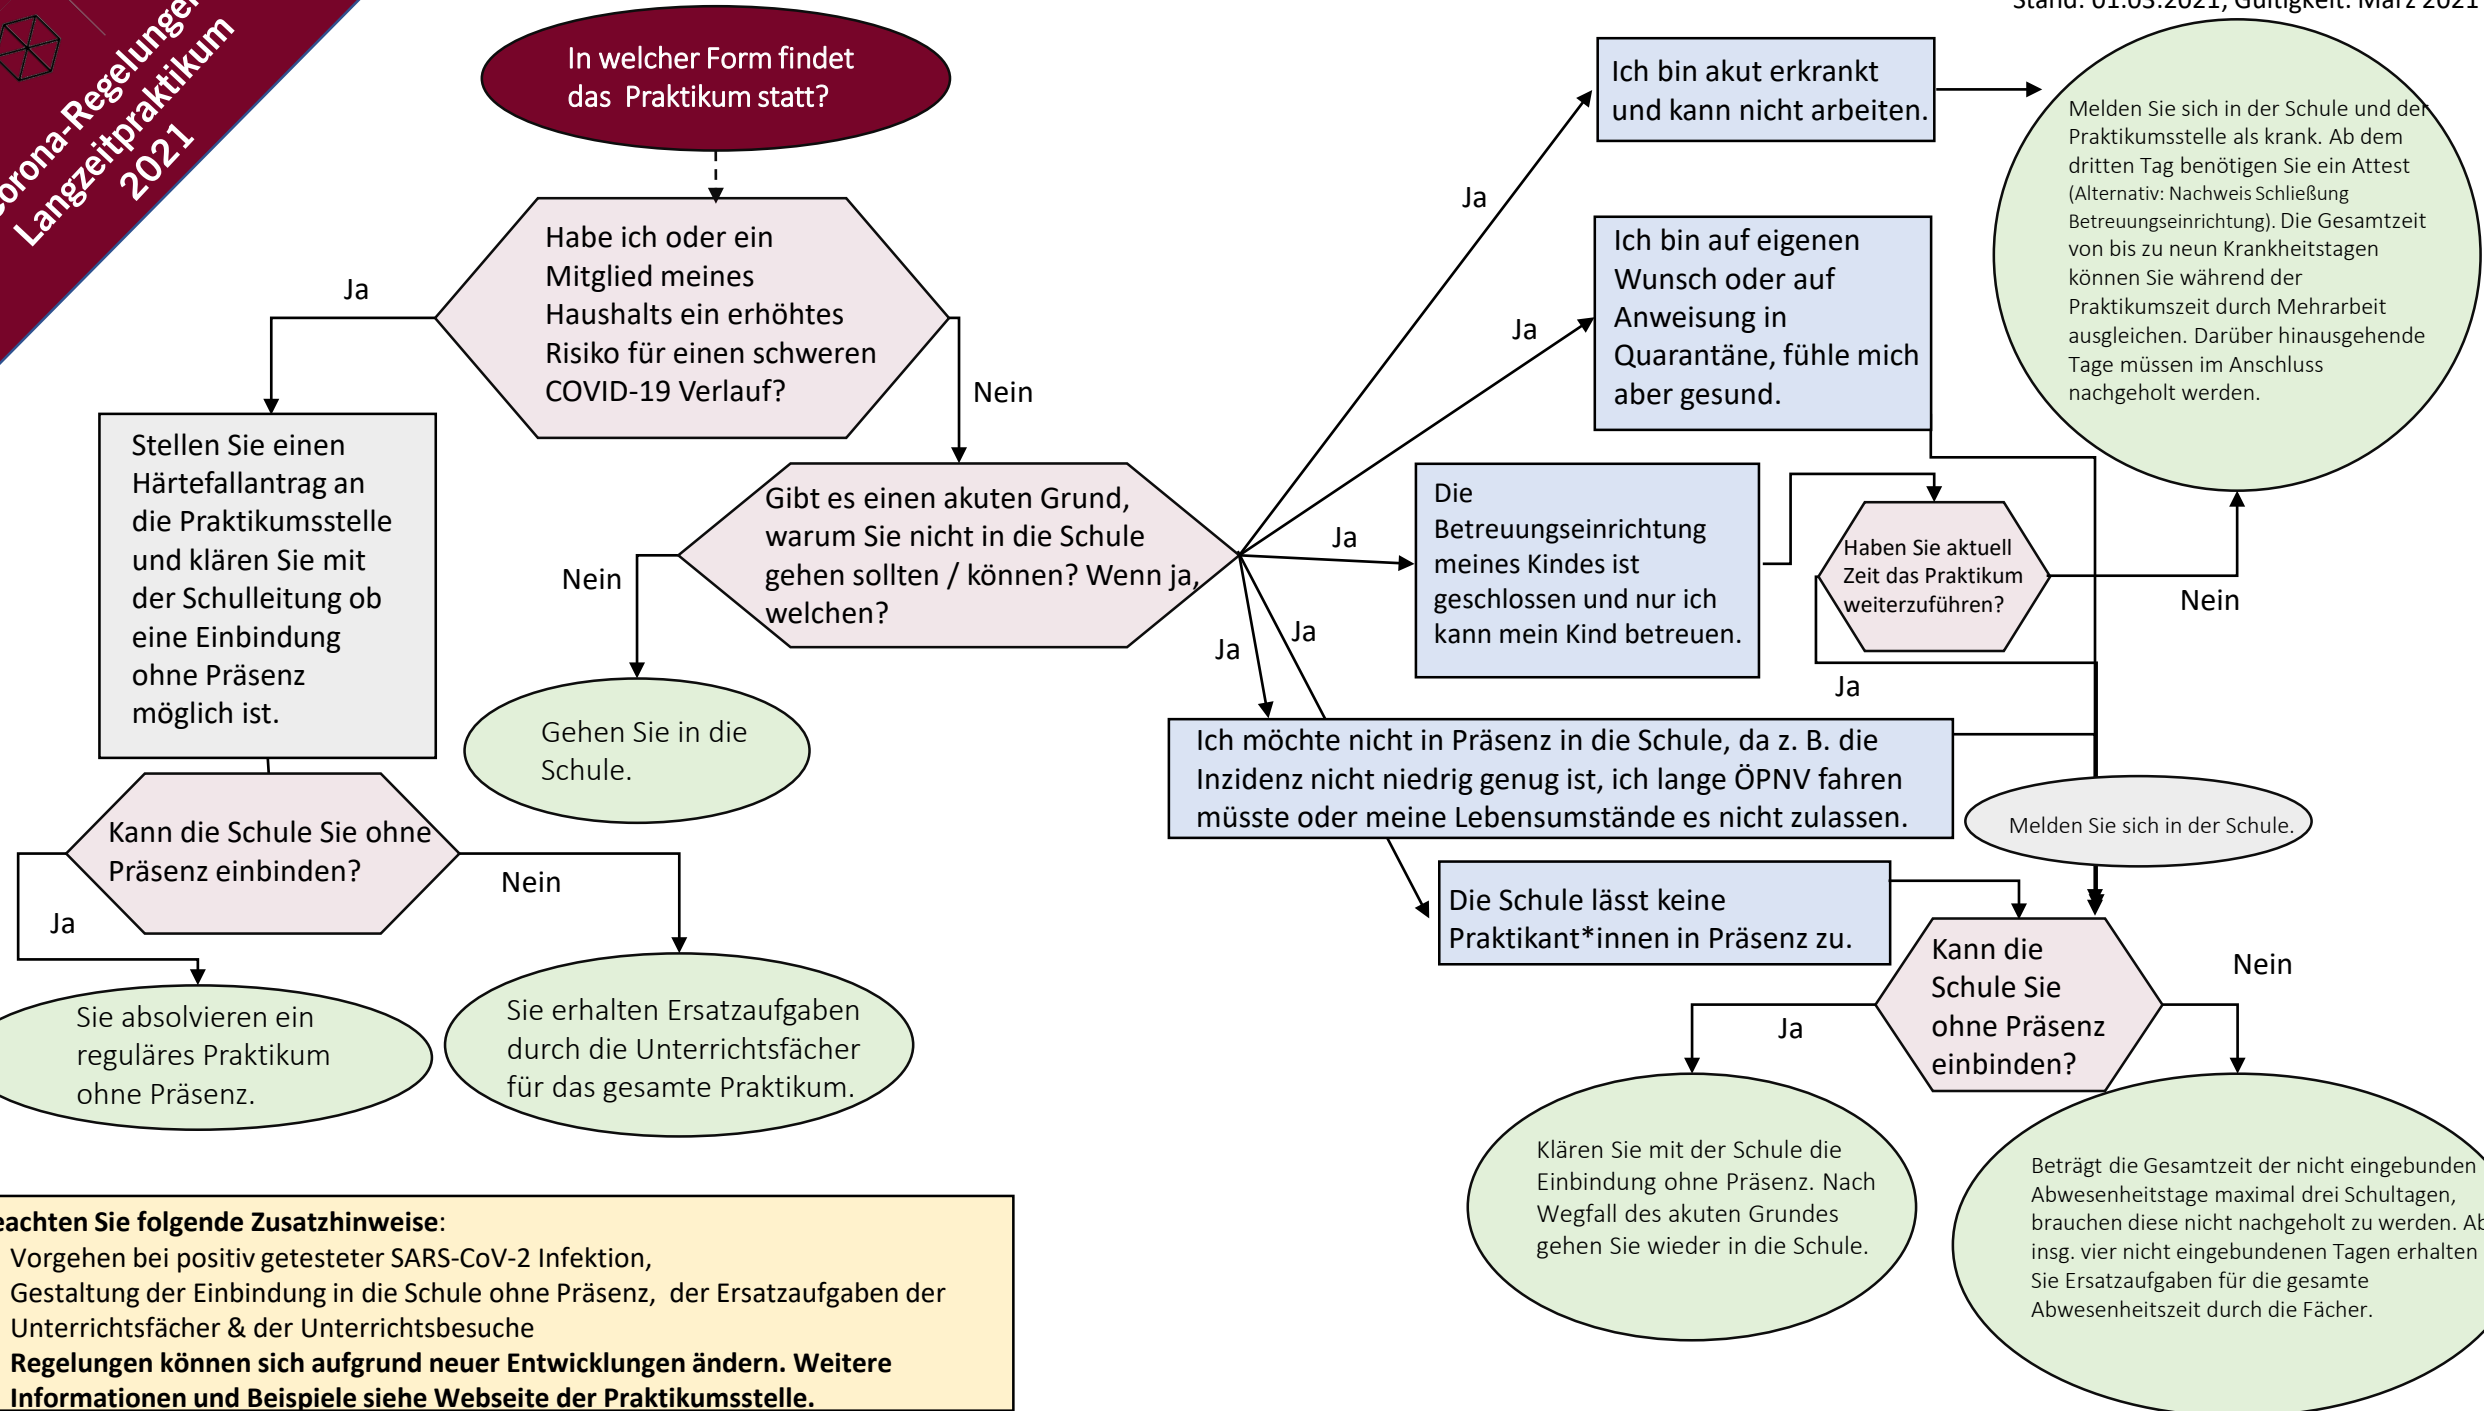 Corona-Regelungen
Langzeitpraktikum
2021
Stand: 01.03.2021, Gültigkeit: März 2021
In welcher Form findet
das Praktikum statt?
Habe ich oder ein
Mitglied meines
Haushalts ein erhöhtes
Risiko für einen schweren
COVID-19 Verlauf?
Ja
Nein
Stellen Sie einen
Härtefallantrag an
die Praktikumsstelle
und klären Sie mit
der Schulleitung ob
eine Einbindung
ohne Präsenz
möglich ist.
Kann die Schule Sie ohne
Präsenz einbinden?
Ja
Nein
Sie absolvieren ein
reguläres Praktikum
ohne Präsenz.
Sie erhalten Ersatzaufgaben
durch die Unterrichtsfächer
für das gesamte Praktikum.
Gibt es einen akuten Grund,
warum Sie nicht in die Schule
gehen sollten / können? Wenn ja,
welchen?
Nein
Gehen Sie in die
Schule.
Ja
Ja
Ja
Ja
Ja
Ich bin akut erkrankt
und kann nicht arbeiten.
Melden Sie sich in der Schule und der
Praktikumsstelle als krank. Ab dem
dritten Tag benötigen Sie ein Attest
(Alternativ: Nachweis Schließung
Betreuungseinrichtung). Die Gesamtzeit
von bis zu neun Krankheitstagen
können Sie während der
Praktikumszeit durch Mehrarbeit
ausgleichen. Darüber hinausgehende
Tage müssen im Anschluss
nachgeholt werden.
Ich bin auf eigenen
Wunsch oder auf
Anweisung in
Quarantäne, fühle mich
aber gesund.
Die
Betreuungseinrichtung
meines Kindes ist
geschlossen und nur ich
kann mein Kind betreuen.
Haben Sie aktuell
Zeit das Praktikum
weiterzuführen?
Nein
Ja
Ich möchte nicht in Präsenz in die Schule, da z. B. die
Inzidenz nicht niedrig genug ist, ich lange ÖPNV fahren
müsste oder meine Lebensumstände es nicht zulassen.
Melden Sie sich in der Schule.
Die Schule lässt keine
Praktikant*innen in Präsenz zu.
Kann die
Schule Sie
ohne Präsenz
einbinden?
Ja
Nein
Klären Sie mit der Schule die
Einbindung ohne Präsenz. Nach
Wegfall des akuten Grundes
gehen Sie wieder in die Schule.
Beträgt die Gesamtzeit der nicht eingebunden
Abwesenheitstage maximal drei Schultagen,
brauchen diese nicht nachgeholt zu werden. Ab
insg. vier nicht eingebundenen Tagen erhalten
Sie Ersatzaufgaben für die gesamte
Abwesenheitszeit durch die Fächer.
eachten Sie folgende Zusatzhinweise:
Vorgehen bei positiv getesteter SARS-CoV-2 Infektion,
Gestaltung der Einbindung in die Schule ohne Präsenz, der Ersatzaufgaben der
Unterrichtsfächer & der Unterrichtsbesuche
Regelungen können sich aufgrund neuer Entwicklungen ändern. Weitere
Informationen und Beispiele siehe Webseite der Praktikumsstelle.